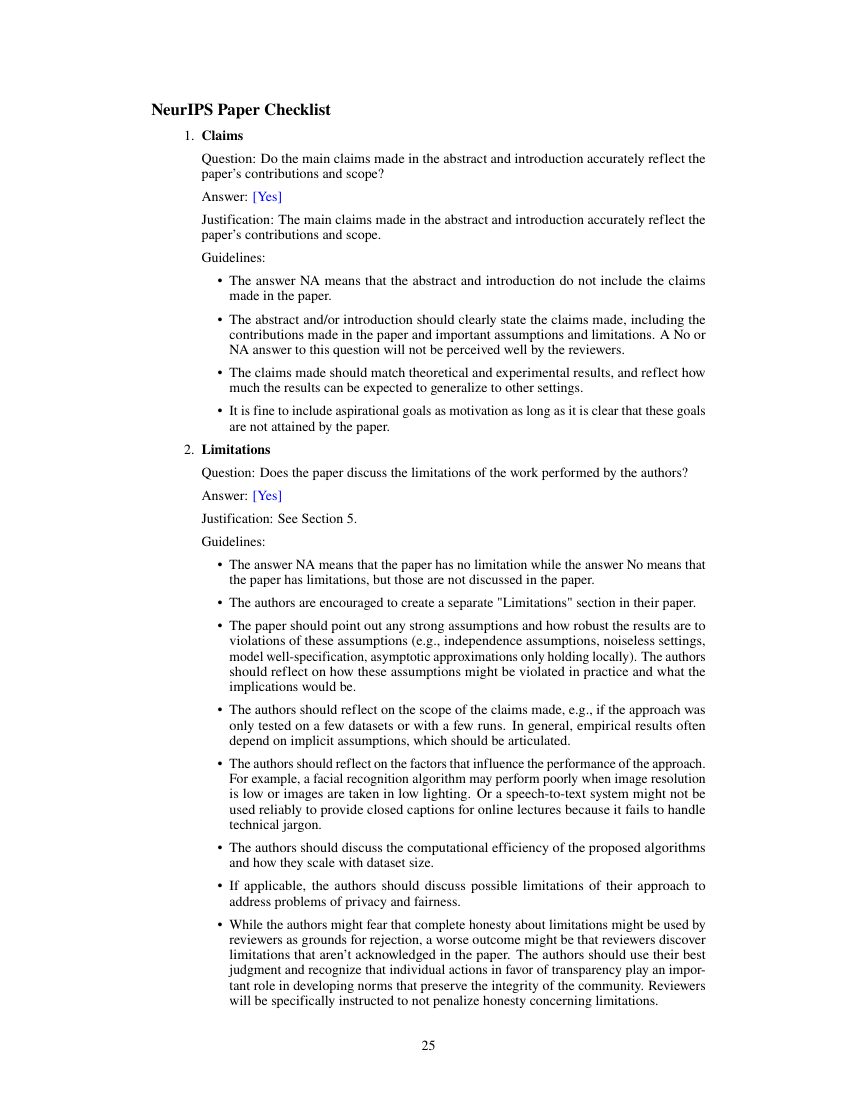 NeurIPS Paper Checklist
1. Claims
Question: Do the main claims made in the abstract and introduction accurately reflect the
paper's contributions and scope?
Answer: [Yes]
Justification: The main claims made in the abstract and introduction accurately reflect the
paper's contributions and scope.
Guidelines:
• The answer NA means that the abstract and introduction do not include the claims
made in the paper.
• The abstract and/or introduction should clearly state the claims made, including the
contributions made in the paper and important assumptions and limitations. A No or
NA answer to this question will not be perceived well by the reviewers.
• The claims made should match theoretical and experimental results, and reflect how
much the results can be expected to generalize to other settings.
• It is fine to include aspirational goals as motivation as long as it is clear that these goals
are not attained by the paper.
2. Limitations
Question: Does the paper discuss the limitations of the work performed by the authors?
Answer: [Yes]
Justification: See Section 5.
Guidelines:
• The answer NA means that the paper has no limitation while the answer No means that
the paper has limitations, but those are not discussed in the paper.
• The authors are encouraged to create a separate "Limitations" section in their paper.
• The paper should point out any strong assumptions and how robust the results are to
violations of these assumptions (e.g., independence assumptions, noiseless settings,
model well-specification, asymptotic approximations only holding locally). The authors
should reflect on how these assumptions might be violated in practice and what the
implications would be.
• The authors should reflect on the scope of the claims made, e.g., if the approach was
only tested on a few datasets or with a few runs. In general, empirical results often
depend on implicit assumptions, which should be articulated.
• The authors should reflect on the factors that influence the performance of the approach.
For example, a facial recognition algorithm may perform poorly when image resolution
is low or images are taken in low lighting. Or a speech-to-text system might not be
used reliably to provide closed captions for online lectures because it fails to handle
technical jargon.
• The authors should discuss the computational efficiency of the proposed algorithms
and how they scale with dataset size.
• If applicable, the authors should discuss possible limitations of their approach to
address problems of privacy and fairness.
• While the authors might fear that complete honesty about limitations might be used by
reviewers as grounds for rejection, a worse outcome might be that reviewers discover
limitations that aren't acknowledged in the paper. The authors should use their best
judgment and recognize that individual actions in favor of transparency play an impor-
tant role in developing norms that preserve the integrity of the community. Reviewers
will be specifically instructed to not penalize honesty concerning limitations.
25